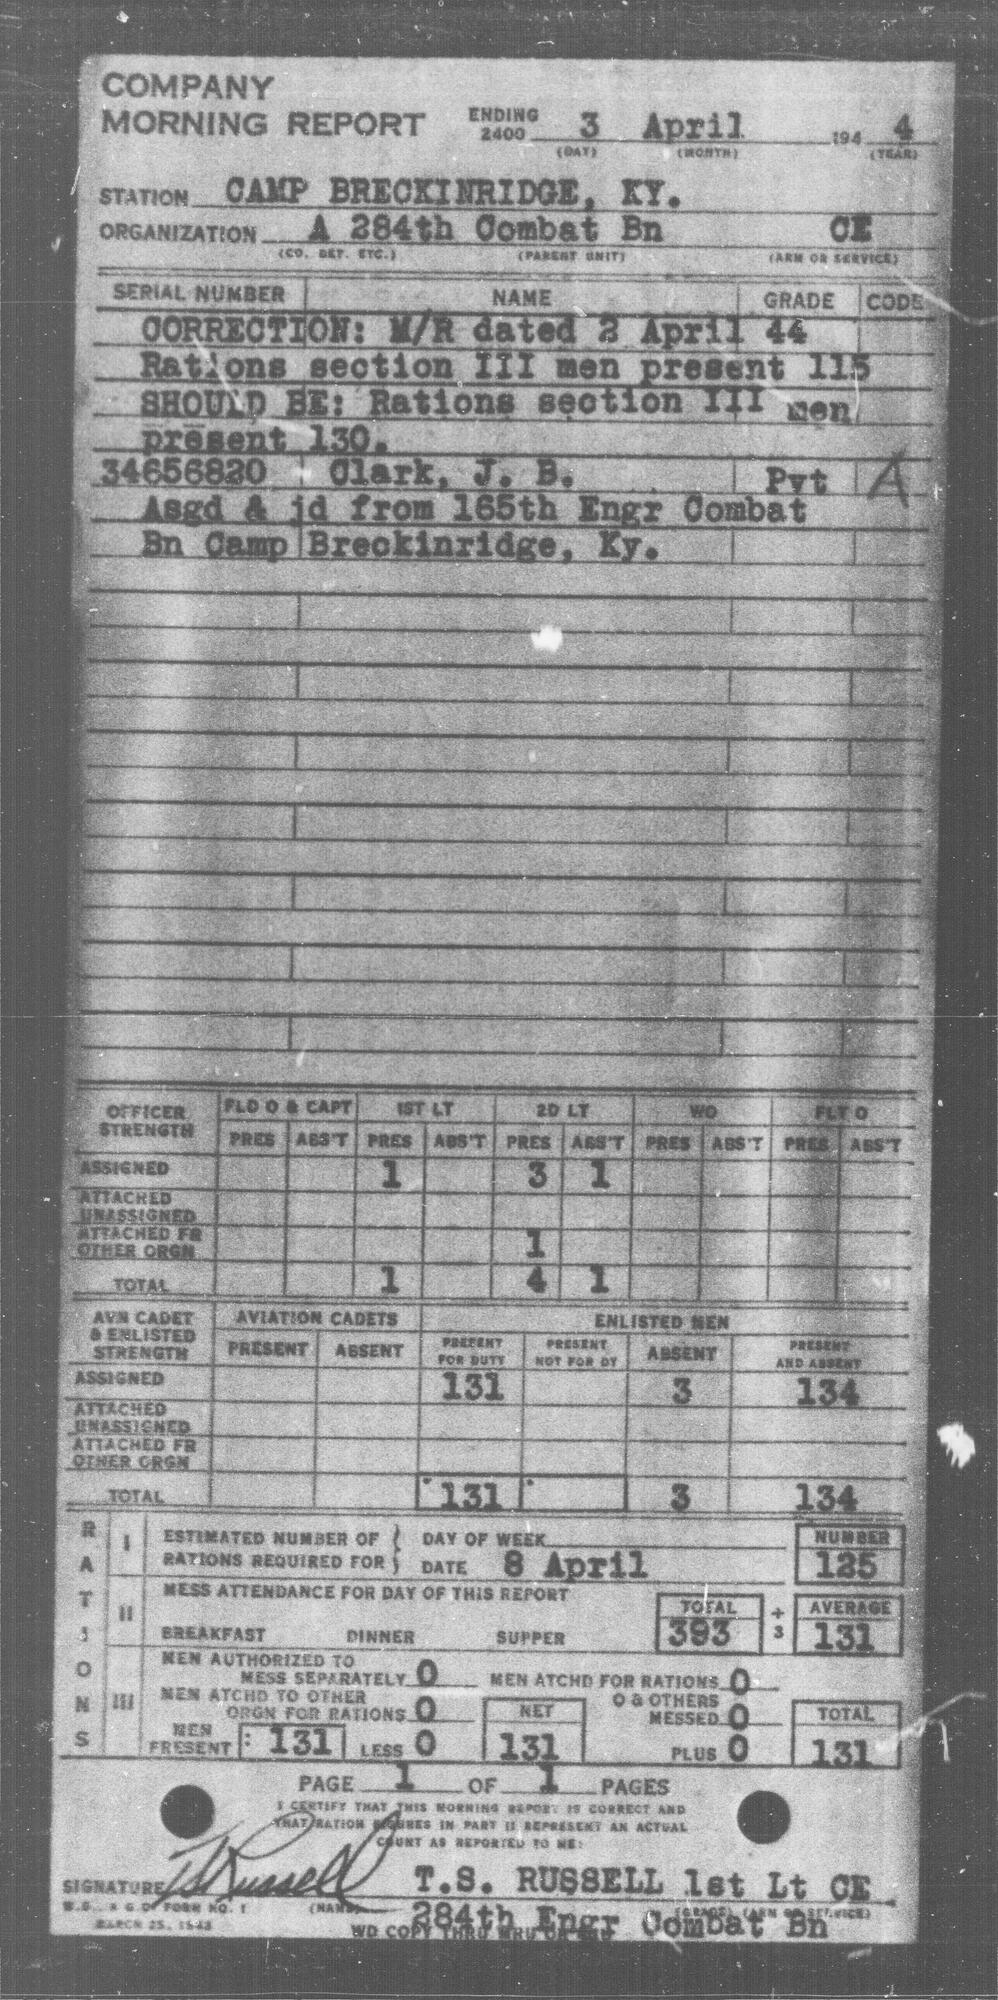 COMPANY
MORNING REPORT ENDING 2400 3 April 194 4
(DAY) (MONTH) (YEAR)
STATION CAMP BRECKINRIDGE, KY.
ORGANIZATION A 284th Combat Bn CE
(CO. DET. ETC.) (PARENT UNIT) (ARM OR SERVICE)
SERIAL NUMBER NAME GRADE CODE
CORRECTION: M/R dated 2 April 44
Rations section III men present 115
SHOULD BE: Rations section III men
present 130.
34656820 Clark, J. B. Pvt A
Asgd & jd from 165th Engr Combat
Bn Camp Breckinridge, Ky.
OFFICER STRENGTH FLD O & CAPT 1ST LT 2D LT WO FLT O
PRES ABS'T PRES ABS'T PRES ABS'T PRES ABS'T PRES ABS'T
ASSIGNED 1 3 1
ATTACHED UNASSIGNED
ATTACHED FR OTHER ORGN 1
TOTAL 1 4 1
AVN CADET & ENLISTED STRENGTH AVIATION CADETS ENLISTED MEN
PRESENT ABSENT PRESENT FOR DUTY PRESENT NOT FOR DY ABSENT PRESENT AND ABSENT
ASSIGNED 131 3 134
ATTACHED UNASSIGNED
ATTACHED FR OTHER ORGN
TOTAL 131 3 134
RATIONS
I ESTIMATED NUMBER OF RATIONS REQUIRED FOR DAY OF WEEK NUMBER
DATE 8 April 125
II MESS ATTENDANCE FOR DAY OF THIS REPORT
TOTAL ÷ 3 AVERAGE
BREAKFAST DINNER SUPPER 393 131
III MEN AUTHORIZED TO MESS SEPARATELY 0 MEN ATCHD FOR RATIONS 0
MEN ATCHD TO OTHER ORGN FOR RATIONS 0 NET O & OTHERS MESSED 0 TOTAL
MEN PRESENT 131 LESS 0 131 PLUS 0 131
PAGE 1 OF 1 PAGES
I CERTIFY THAT THIS MORNING REPORT IS CORRECT AND
THAT RATION FIGURES IN PART II REPRESENT AN ACTUAL
COUNT AS REPORTED TO ME:
SIGNATURE TS Russell T.S. RUSSELL 1st Lt CE
W.D., A G.O. FORM NO. 1 (NAME) (GRADE) (ARM OR SERVICE)
MARCH 25, 1943 284th Engr Combat Bn
WD COPY THRU MRU OR